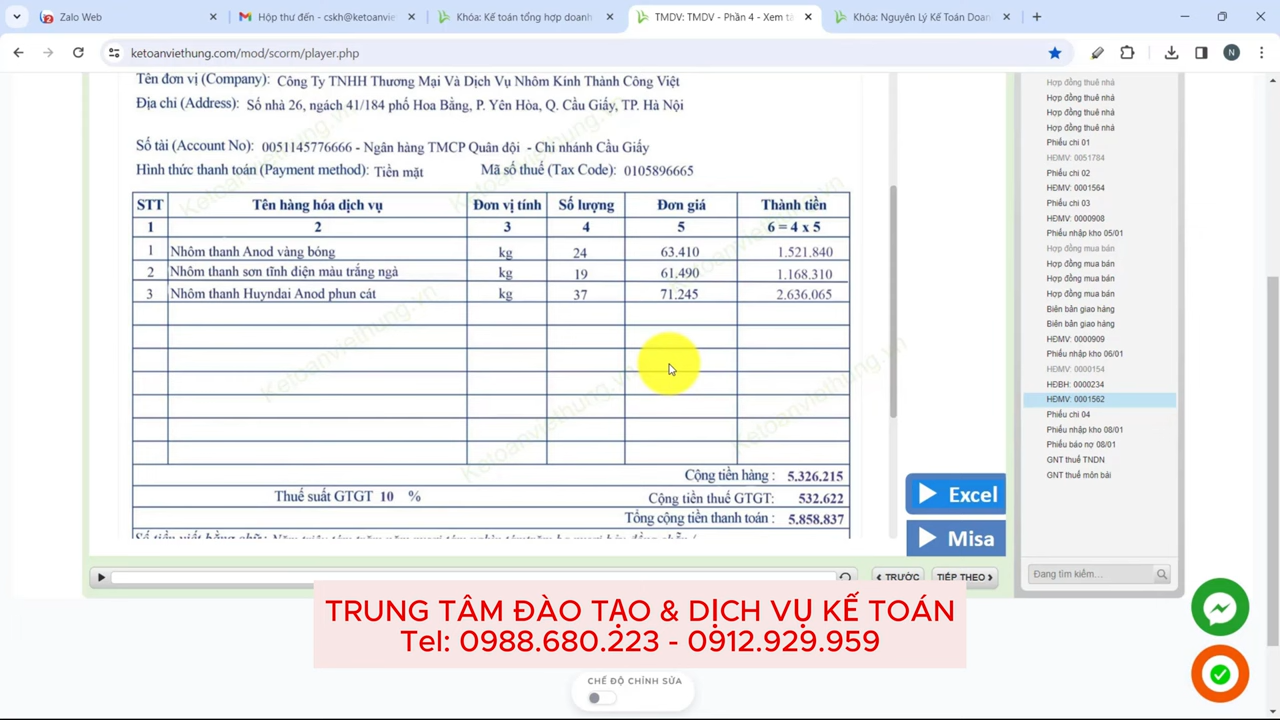 Zalo Web
Hộp thư đến - cskh@ketoanvie
Khóa: Kế toán tổng hợp doanh
TMDV: TMDV - Phần 4 - Xem tà
Khóa: Nguyên Lý Kế Toán Doan
ketoanviethung.com/mod/scorm/player.php
N
Tên đơn vị (Company): Công Ty TNHH Thương Mại Và Dịch Vụ Nhôm Kính Thành Công Việt
Địa chỉ (Address): Số nhà 26, ngách 41/184 phố Hoa Bằng, P. Yên Hòa, Q. Cầu Giấy, TP. Hà Nội
Số tài (Account No): 0051145776666 - Ngân hàng TMCP Quân đội - Chi nhánh Cầu Giấy
Hình thức thanh toán (Payment method): Tiền mặt Mã số thuế (Tax Code): 0105896665
STT Tên hàng hóa dịch vụ Đơn vị tính Số lượng Đơn giá Thành tiền
1 2 3 4 5 6 = 4 x 5
1 Nhôm thanh Anod vàng bóng kg 24 63.410 1.521.840
2 Nhôm thanh sơn tĩnh điện màu trắng ngà kg 19 61.490 1.168.310
3 Nhôm thanh Huyndai Anod phun cát kg 37 71.245 2.636.065
Cộng tiền hàng : 5.326.215
Thuế suất GTGT 10 % Cộng tiền thuế GTGT: 532.622
Tổng cộng tiền thanh toán : 5.858.837
Ketoanviethung.vn
Excel
Misa
TRƯỚC
TIẾP THEO
Hợp đồng thuê nhà
Hợp đồng thuê nhà
Hợp đồng thuê nhà
Hợp đồng thuê nhà
Phiếu chi 01
HĐMV: 0051784
Phiếu chi 02
HĐMV: 0001564
Phiếu chi 03
HĐMV: 0000908
Phiếu nhập kho 05/01
Hợp đồng mua bán
Hợp đồng mua bán
Hợp đồng mua bán
Hợp đồng mua bán
Biên bản giao hàng
Biên bản giao hàng
HĐMV: 0000909
Phiếu nhập kho 06/01
HĐMV: 0000154
HĐBH: 0000234
HĐMV: 0001562
Phiếu chi 04
Phiếu nhập kho 08/01
Phiếu báo nợ 08/01
GNT thuế TNDN
GNT thuế môn bài
Đang tìm kiếm...
TRUNG TÂM ĐÀO TẠO & DỊCH VỤ KẾ TOÁN
Tel: 0988.680.223 - 0912.929.959
CHẾ ĐỘ CHỈNH SỬA